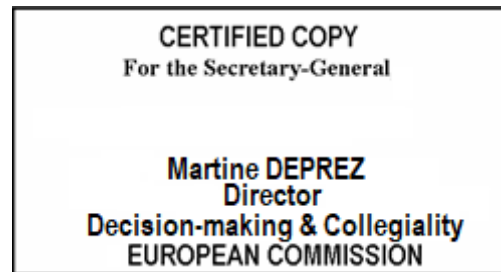 CERTIFIED COPY
For the Secretary-General
Martine DEPREZ
Director
Decision-making & Collegiality
EUROPEAN COMMISSION